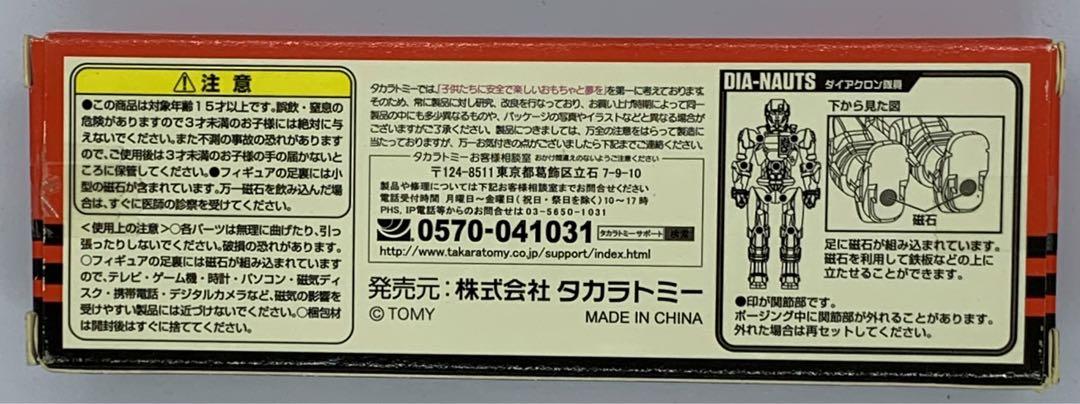 ⚠注意
●この商品は対象年齢15才以上です。誤飲・窒息の
危険がありますので3才未満のお子様には絶対に与
えないでください。また不測の事故の恐れがあります
ので、ご使用後は3才未満のお子様の手の届かないとこ
ろに保管してください。●フィギュアの足裏には小
型の磁石が含まれています。万一磁石を飲み込んだ場
合は、すぐに医師の診察を受けてください。
<使用上の注意>○各パーツは無理に曲げたり、引っ
張ったりしないでください。破損の恐れがあります。
○フィギュアの足裏には磁石が組み込まれています
ので、テレビ・ゲーム機・時計・パソコン・磁気ディ
スク・携帯電話・デジタルカメラなど、磁気の影響を
受けやすい製品には近づけないでください。○梱包材
は開封後はすぐに捨ててください。
タカラトミーでは、「子供たちに安全で楽しいおもちゃと夢を」を第一に考えております。
そのため、常に製品に対し研究、改良を行なっており、お買い上げ時期によって同一
製品の中にも多少異なるものや、パッケージの写真やイラストなどと異なる場合が
ございますがご了承ください。製品につきましては、万全の注意をはらって製造に
当たっておりますが、万一お気付きの点がございましたら下記までご連絡ください。
タカラトミーお客様相談室 おかけ間違えのないようご注意ください
〒124-8511 東京都葛飾区立石 7-9-10
製品や修理については下記お客様相談室までお問い合わせください
電話受付時間 月曜日〜金曜日(祝日・祭日を除く)10〜17時
PHS, IP電話等からのお問合せは 03-5650-1031
0570-041031 タカラトミーサポート 検索
http://www.takaratomy.co.jp/support/index.html
発売元:株式会社 タカラトミー
© TOMY MADE IN CHINA
DIA-NAUTS ダイアクロン隊員
下から見た図
磁石
足に磁石が組み込まれています。
磁石を利用して鉄板などの上に
立たせることができます。
●印が関節部です。
ポージング中に関節部が外れることがあります。
外れた場合は再セットしてください。